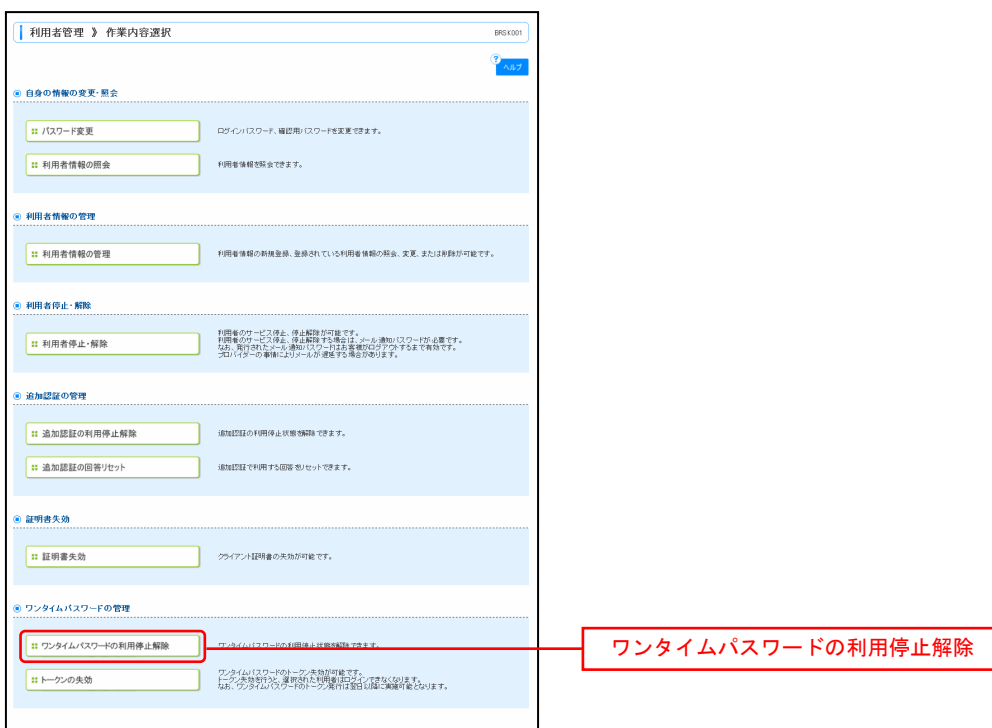 利用者管理 》 作業内容選択
BRSK001
?
ヘルプ
自身の情報の変更・照会
パスワード変更
ログインパスワード、確認用パスワードを変更できます。
利用者情報の照会
利用者情報を照会できます。
利用者情報の管理
利用者情報の管理
利用者情報の新規登録、登録されている利用者情報の照会、変更、または削除が可能です。
利用者停止・解除
利用者停止・解除
利用者のサービス停止、停止解除が可能です。
利用者のサービス停止、停止解除する場合は、メール通知パスワードが必要です。
なお、発行されたメール通知パスワードはお客様がログアウトするまで有効です。
プロバイダーの事情によりメールが遅延する場合があります。
追加認証の管理
追加認証の利用停止解除
追加認証の利用停止状態を解除できます。
追加認証の回答リセット
追加認証で利用する回答をリセットできます。
証明書失効
証明書失効
クライアント証明書の失効が可能です。
ワンタイムパスワードの管理
ワンタイムパスワードの利用停止解除
ワンタイムパスワードの利用停止状態を解除できます。
ワンタイムパスワードの利用停止解除
トークンの失効
ワンタイムパスワードのトークン失効が可能です。
トークン失効を行うと、選択された利用者はログインできなくなります。
なお、ワンタイムパスワードのトークン発行は翌日以降に実施可能となります。